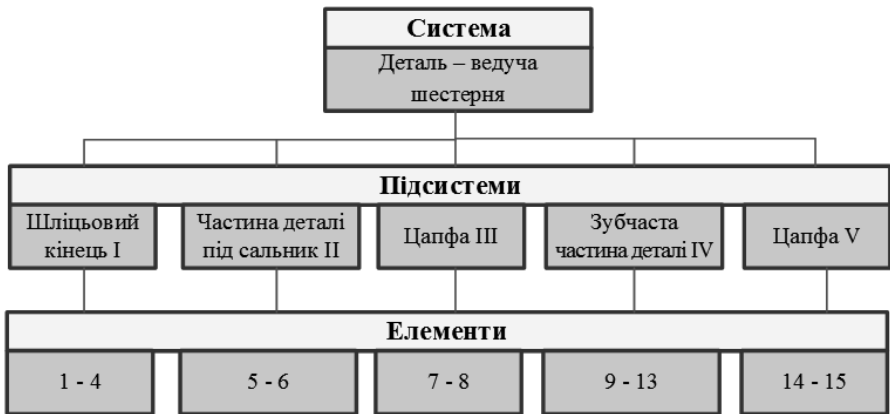 Система
Деталь – ведуча
шестерня
Підсистеми
Шліцьовий
кінець I
Частина деталі
під сальник II
Цапфа III
Зубчаста
частина деталі IV
Цапфа V
Елементи
1 - 4
5 - 6
7 - 8
9 - 13
14 - 15